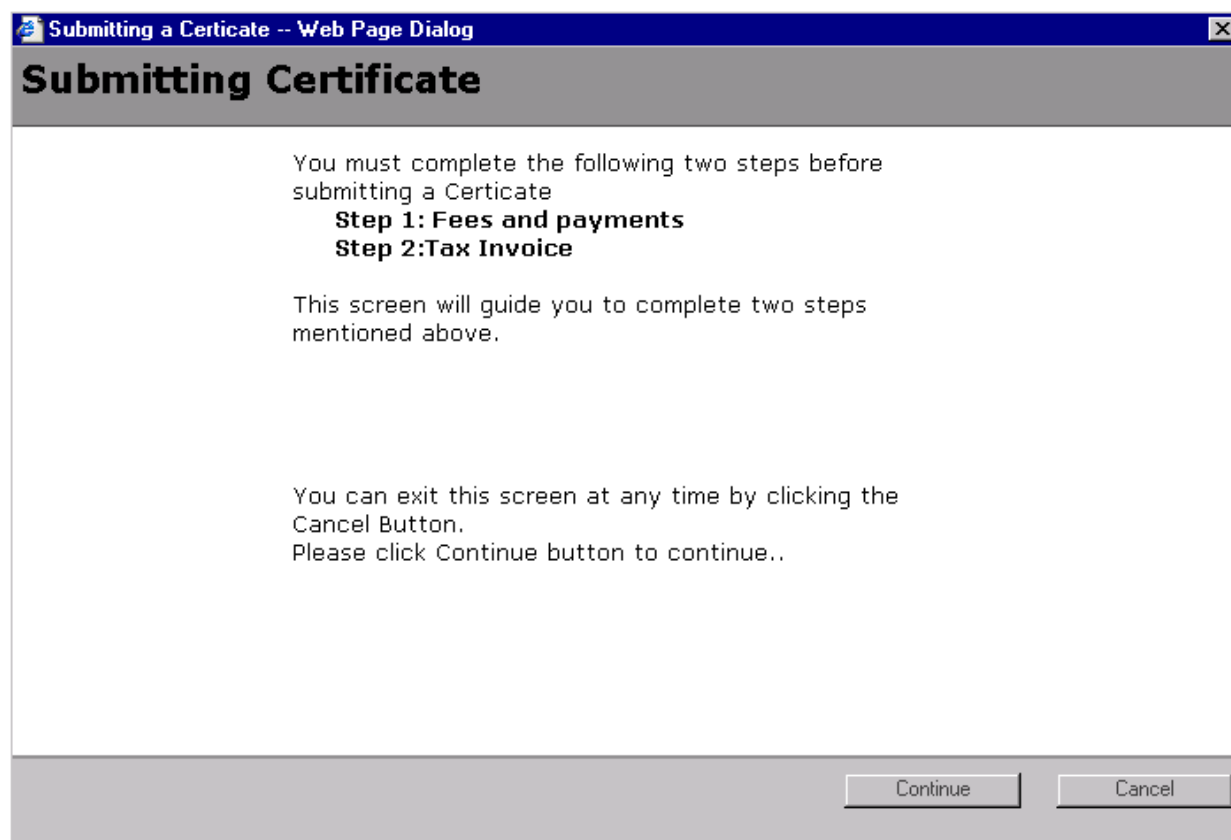 Submitting a Certicate -- Web Page Dialog
Submitting Certificate
You must complete the following two steps before
submitting a Certicate
Step 1: Fees and payments
Step 2:Tax Invoice
This screen will guide you to complete two steps
mentioned above.
You can exit this screen at any time by clicking the
Cancel Button.
Please click Continue button to continue..
Continue
Cancel